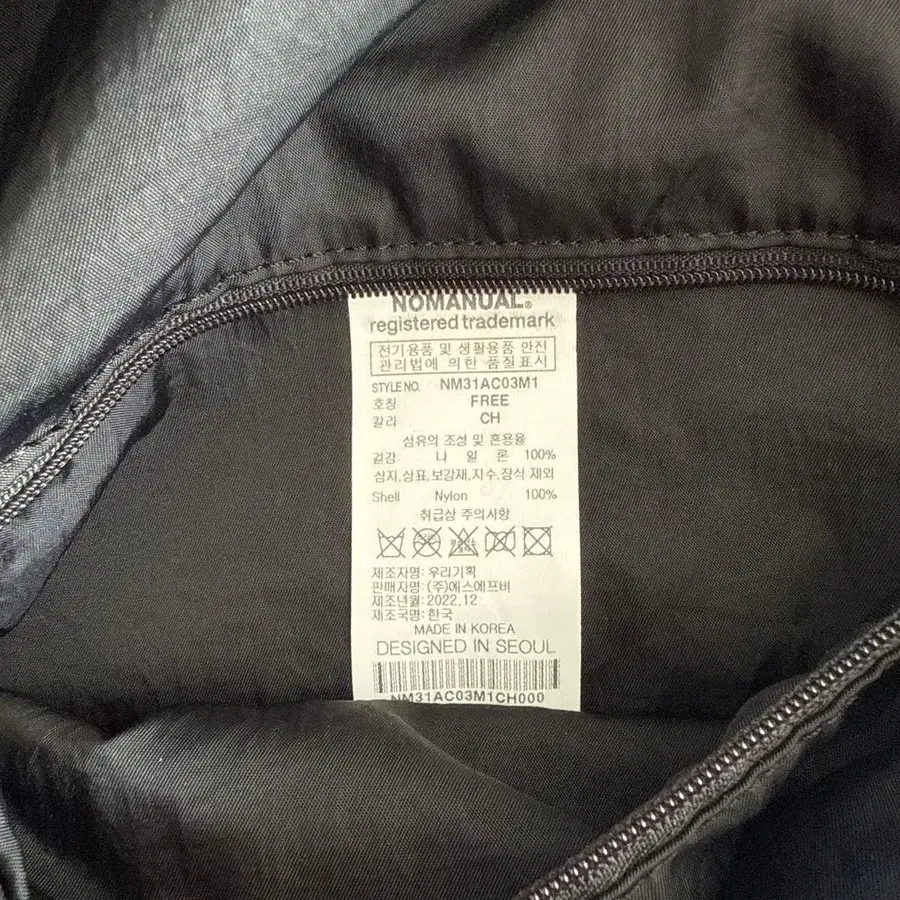 NOMANUAL®
registered trademark
전기용품 및 생활용품 안전
관리법에 의한 품질표시
STYLE NO. NM31AC03M1
호칭 FREE
칼라 CH
섬유의 조성 및 혼용율
겉감 나 일 론 100%
심지,상표,보강재,자수,장식 제외
Shell Nylon 100%
취급상 주의사항
제조자명: 우리기획
판매자명: (주)에스에프비
제조년월: 2022.12
제조국명: 한국
MADE IN KOREA
DESIGNED IN SEOUL
NM31AC03M1CH000